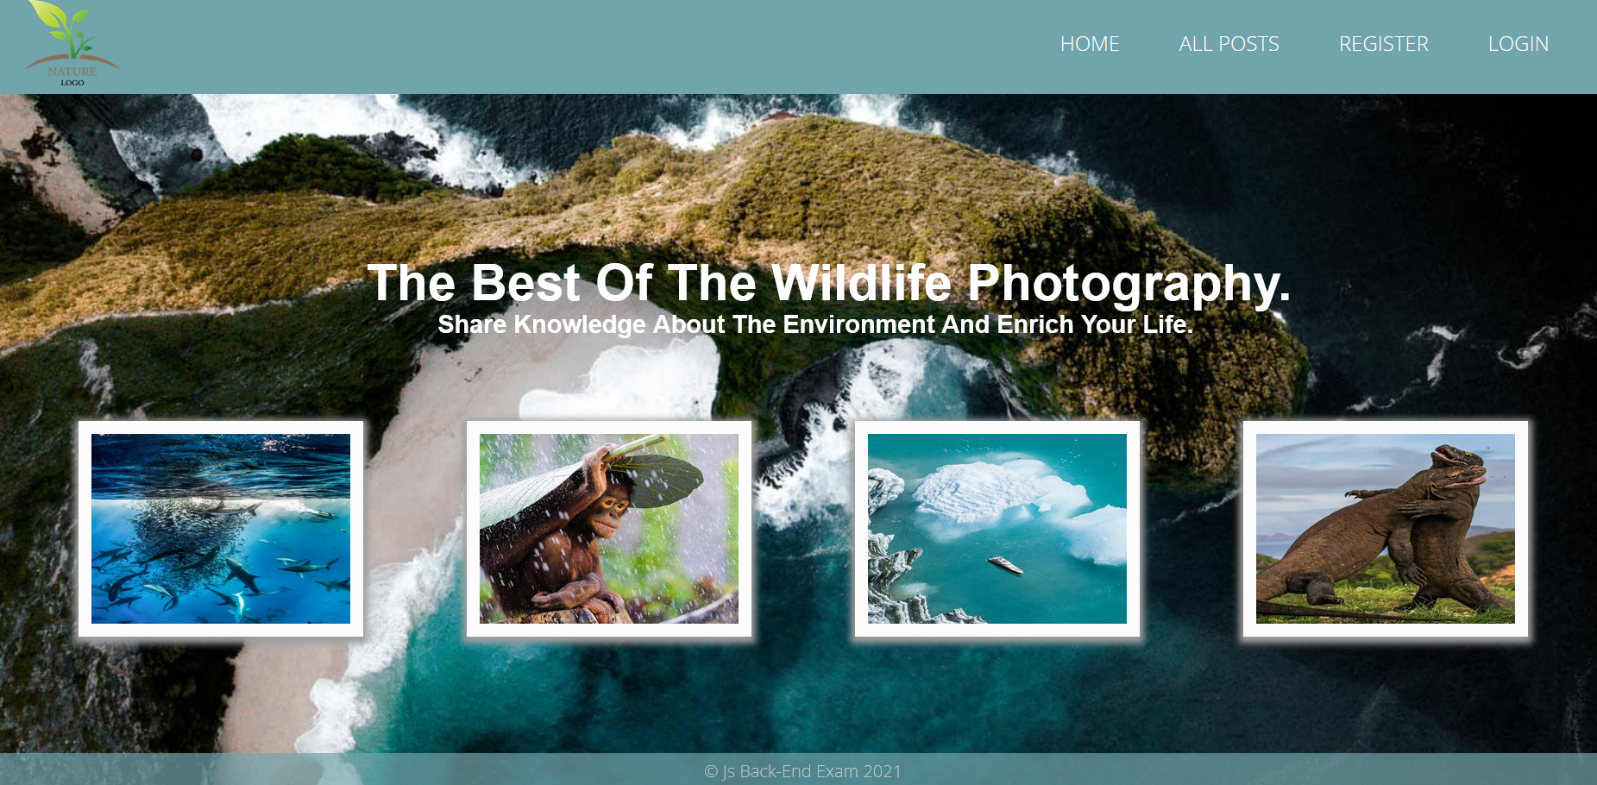 NATURE
LOGO
HOME ALL POSTS REGISTER LOGIN
The Best Of The Wildlife Photography.
Share Knowledge About The Environment And Enrich Your Life.
© Js Back-End Exam 2021